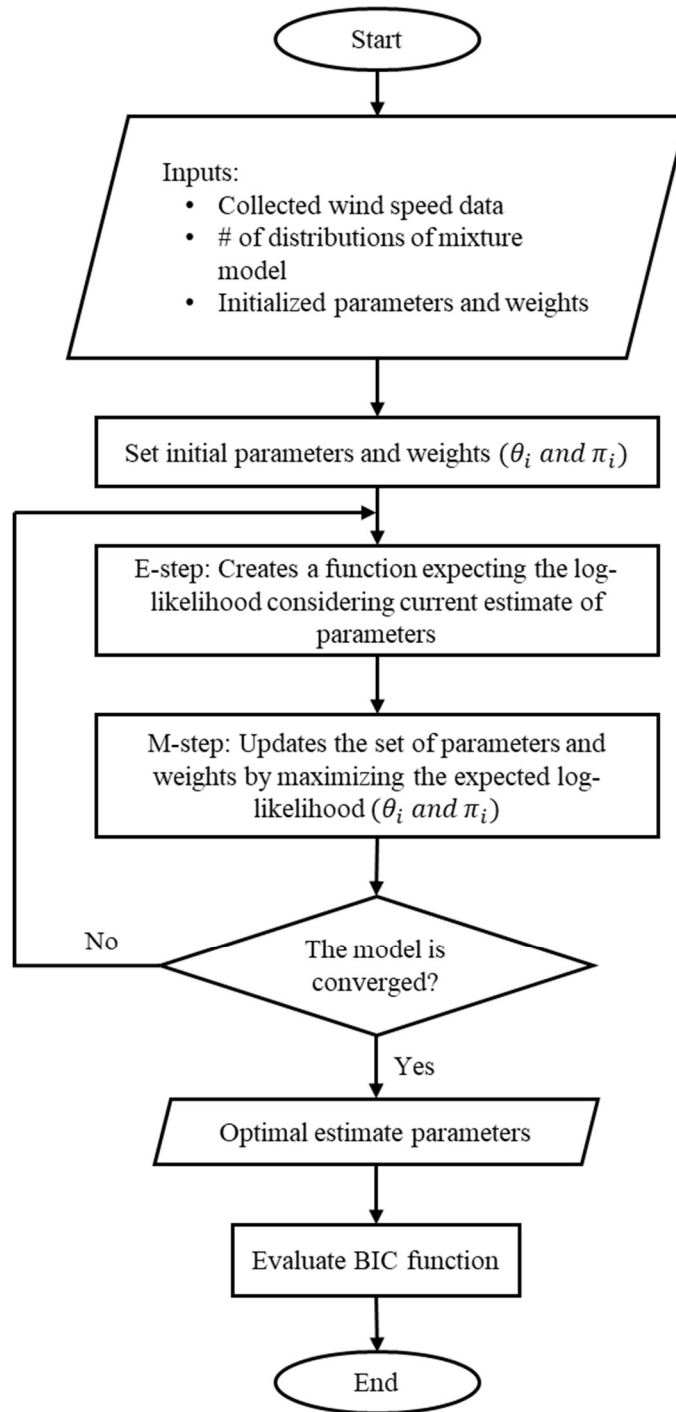 Start
Inputs:
• Collected wind speed data
• # of distributions of mixture
model
• Initialized parameters and weights
Set initial parameters and weights (θᵢ and πᵢ)
E-step: Creates a function expecting the log-
likelihood considering current estimate of
parameters
M-step: Updates the set of parameters and
weights by maximizing the expected log-
likelihood (θᵢ and πᵢ)
No
The model is
converged?
Yes
Optimal estimate parameters
Evaluate BIC function
End